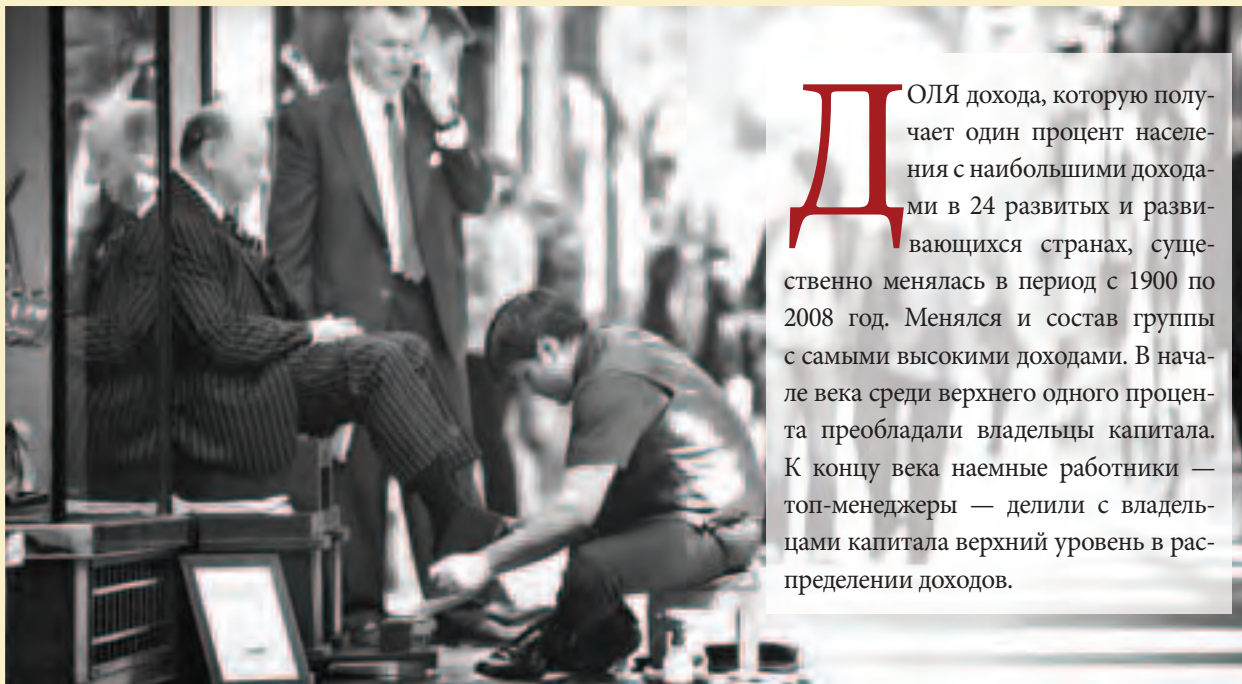 ДОЛЯ дохода, которую полу-
чает один процент населе-
ния с наибольшими дохода-
ми в 24 развитых и разви-
вающихся странах, суще-
ственно менялась в период с 1900 по
2008 год. Менялся и состав группы
с самыми высокими доходами. В нача-
ле века среди верхнего одного процен-
та преобладали владельцы капитала.
К концу века наемные работники —
топ-менеджеры — делили с владель-
цами капитала верхний уровень в рас-
пределении доходов.